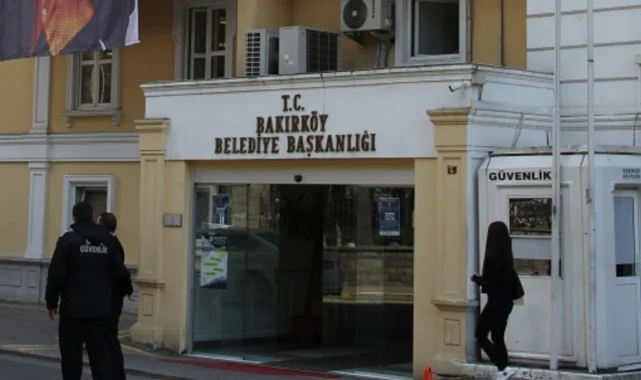 T.C.
BAKIRKÖY
BELEDİYE BAŞKANLIĞI
GÜVENLİK
GÜVENLİK